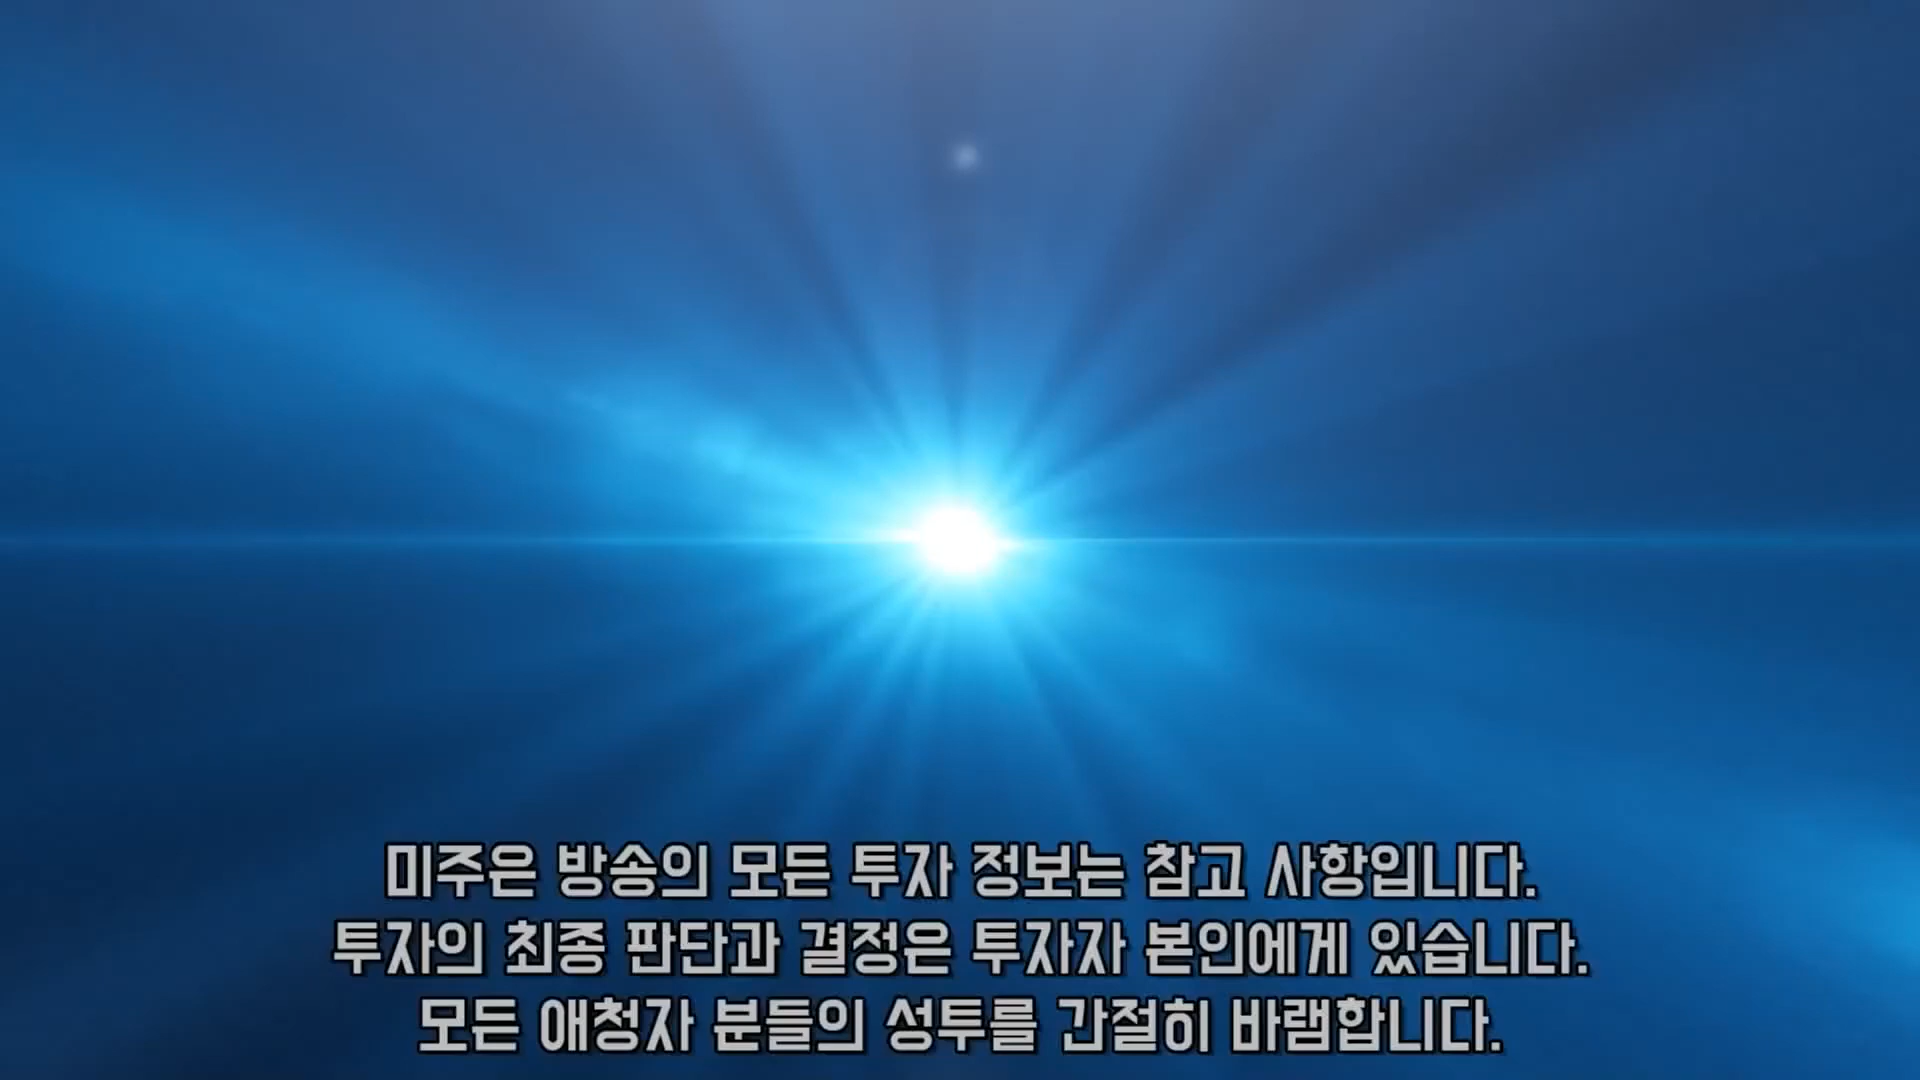 미주은 방송의 모든 투자 정보는 참고 사항입니다.
투자의 최종 판단과 결정은 투자자 본인에게 있습니다.
모든 애청자 분들의 성투를 간절히 바램합니다.